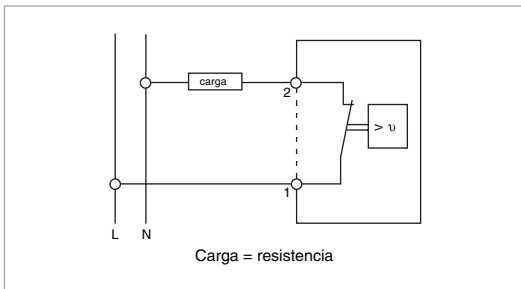 carga
2
> υ
1
L N
Carga = resistencia